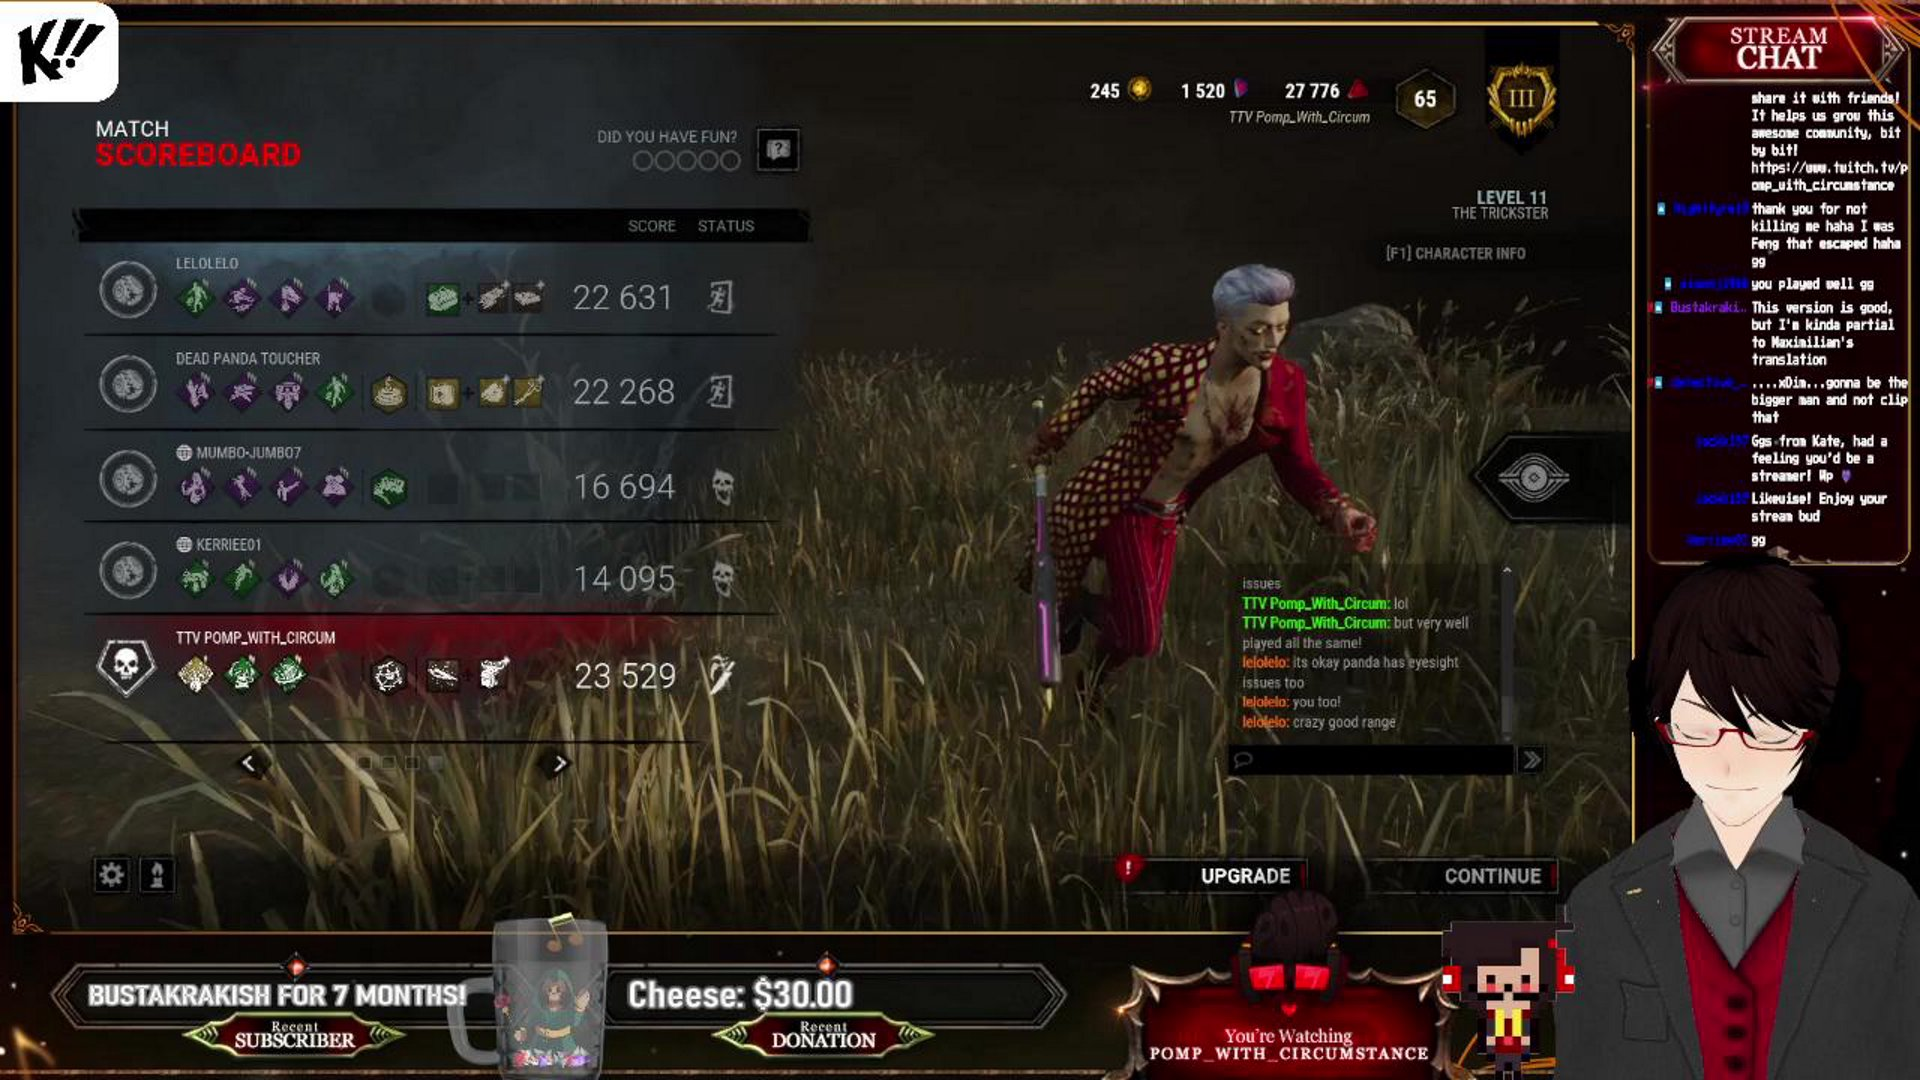 K!!
MATCH
SCOREBOARD
DID YOU HAVE FUN?
SCORE STATUS
LELOLELO
22 631
DEAD PANDA TOUCHER
22 268
MUMBO-JUMBO7
16 694
KERRIEE01
14 095
TTV POMP_WITH_CIRCUM
23 529
245 1 520 27 776 65 III
TTV Pomp_With_Circum
LEVEL 11
THE TRICKSTER
[F1] CHARACTER INFO
issues
TTV Pomp_With_Circum: lol
TTV Pomp_With_Circum: but very well
played all the same!
lelolelo: its okay panda has eyesight
issues too
lelolelo: you too!
lelolelo: crazy good range
UPGRADE
CONTINUE
STREAM
CHAT
share it with friends!
It helps us grow this
awesome community, bit
by bit!
https://www.twitch.tv/p
omp_with_circumstance
thank you for not
killing me haha I was
Feng that escaped haha
gg
you played well gg
Bustakraki.. This version is good,
but I'm kinda partial
to Maximilian's
translation
....xDim...gonna be the
bigger man and not clip
that
Ggs from Kate, had a
feeling you'd be a
streamer! Wp
Likewise! Enjoy your
stream bud
gg
BUSTAKRAKISH FOR 7 MONTHS!
Recent
SUBSCRIBER
Cheese: $30.00
Recent
DONATION
You're Watching
POMP_WITH_CIRCUMSTANCE